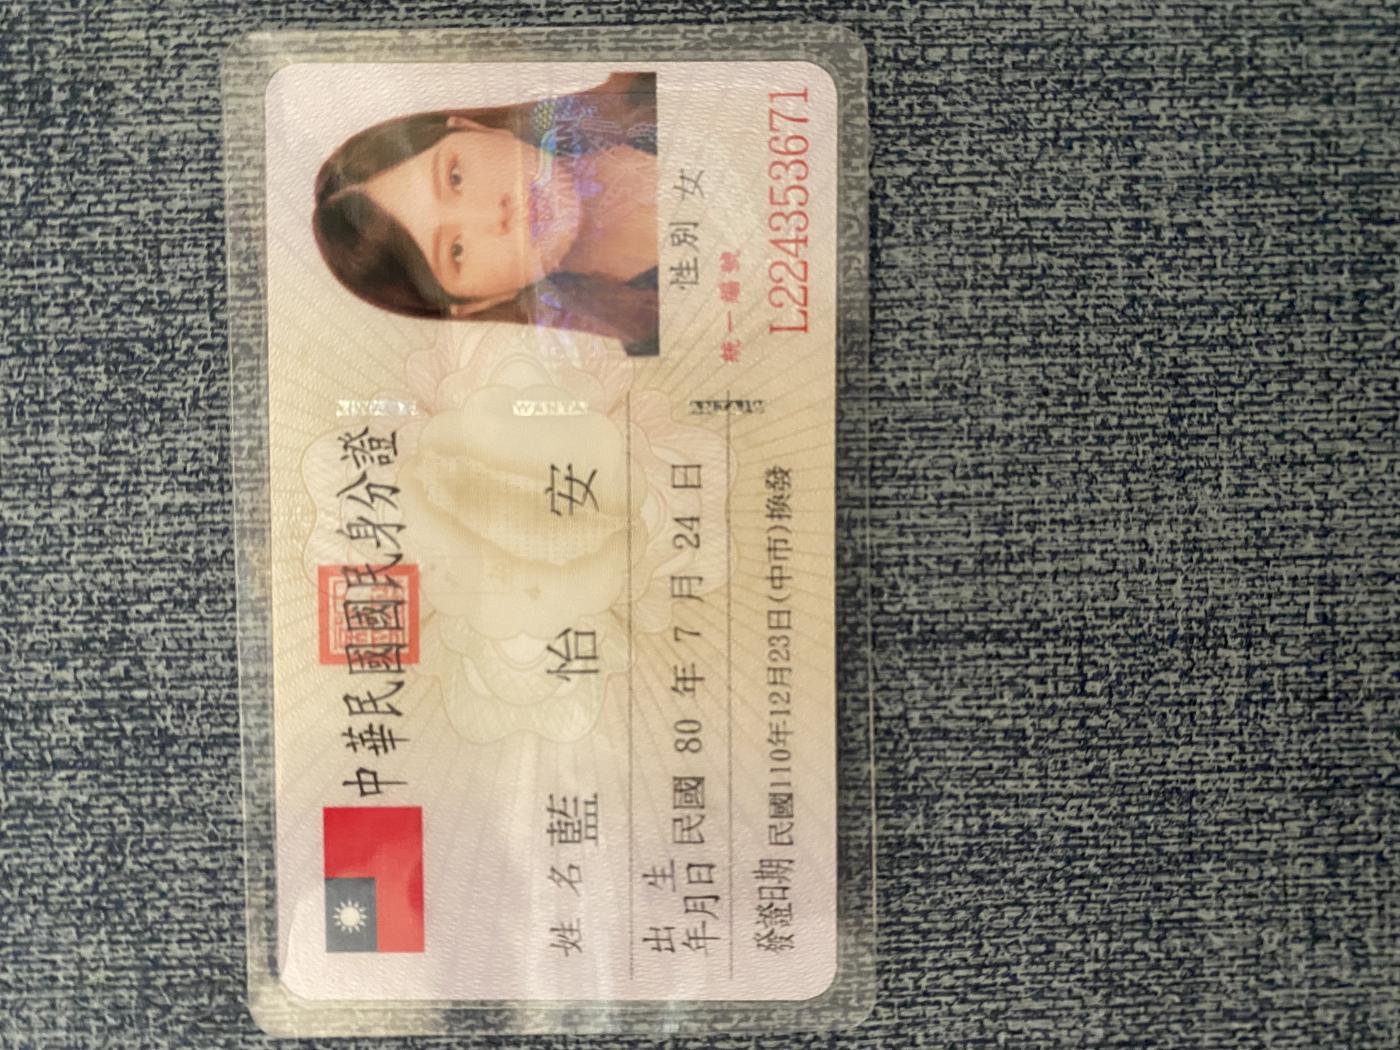 中華民國國民身分證
姓名 藍怡安
出生年月日 民國 80 年 7 月 24 日
發證日期 民國110年12月23日(中市)換發
性別 女
統一編號
L224353671